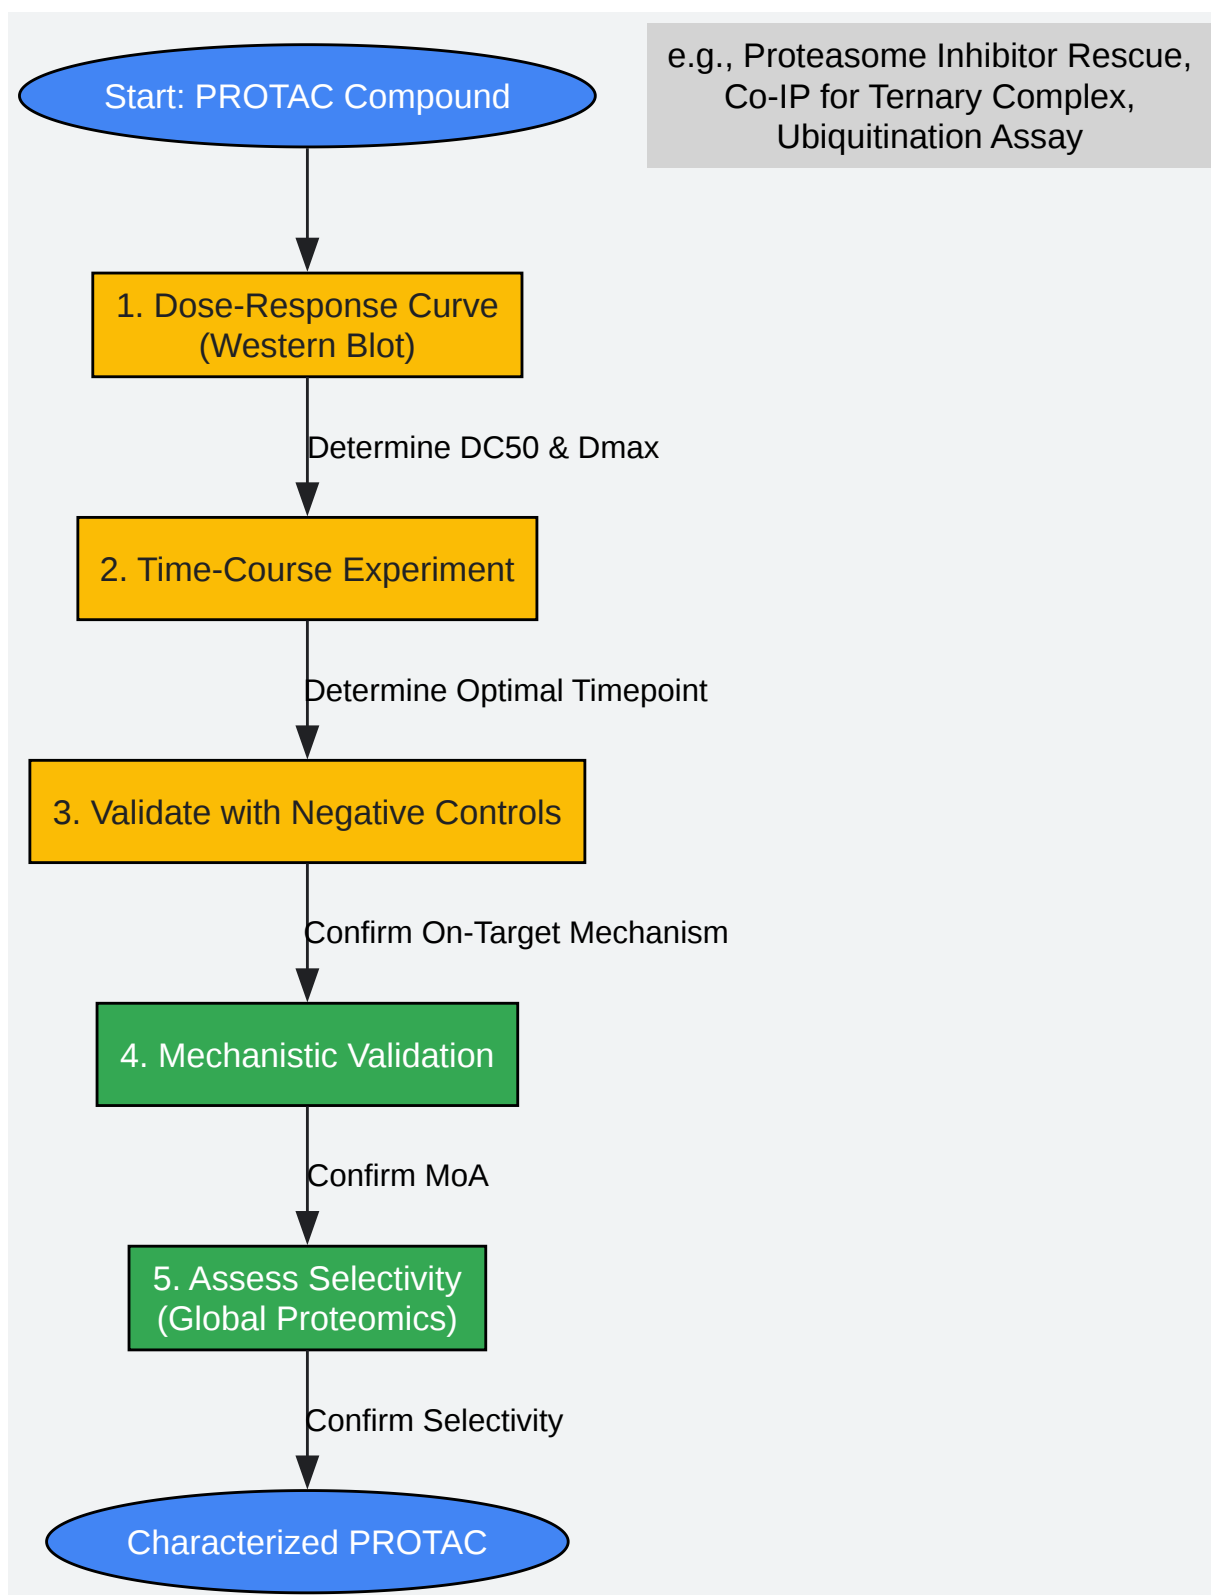 Start: PROTAC Compound
e.g., Proteasome Inhibitor Rescue,
Co-IP for Ternary Complex,
Ubiquitination Assay
1. Dose-Response Curve
(Western Blot)
Determine DC50 & Dmax
2. Time-Course Experiment
Determine Optimal Timepoint
3. Validate with Negative Controls
Confirm On-Target Mechanism
4. Mechanistic Validation
Confirm MoA
5. Assess Selectivity
(Global Proteomics)
Confirm Selectivity
Characterized PROTAC